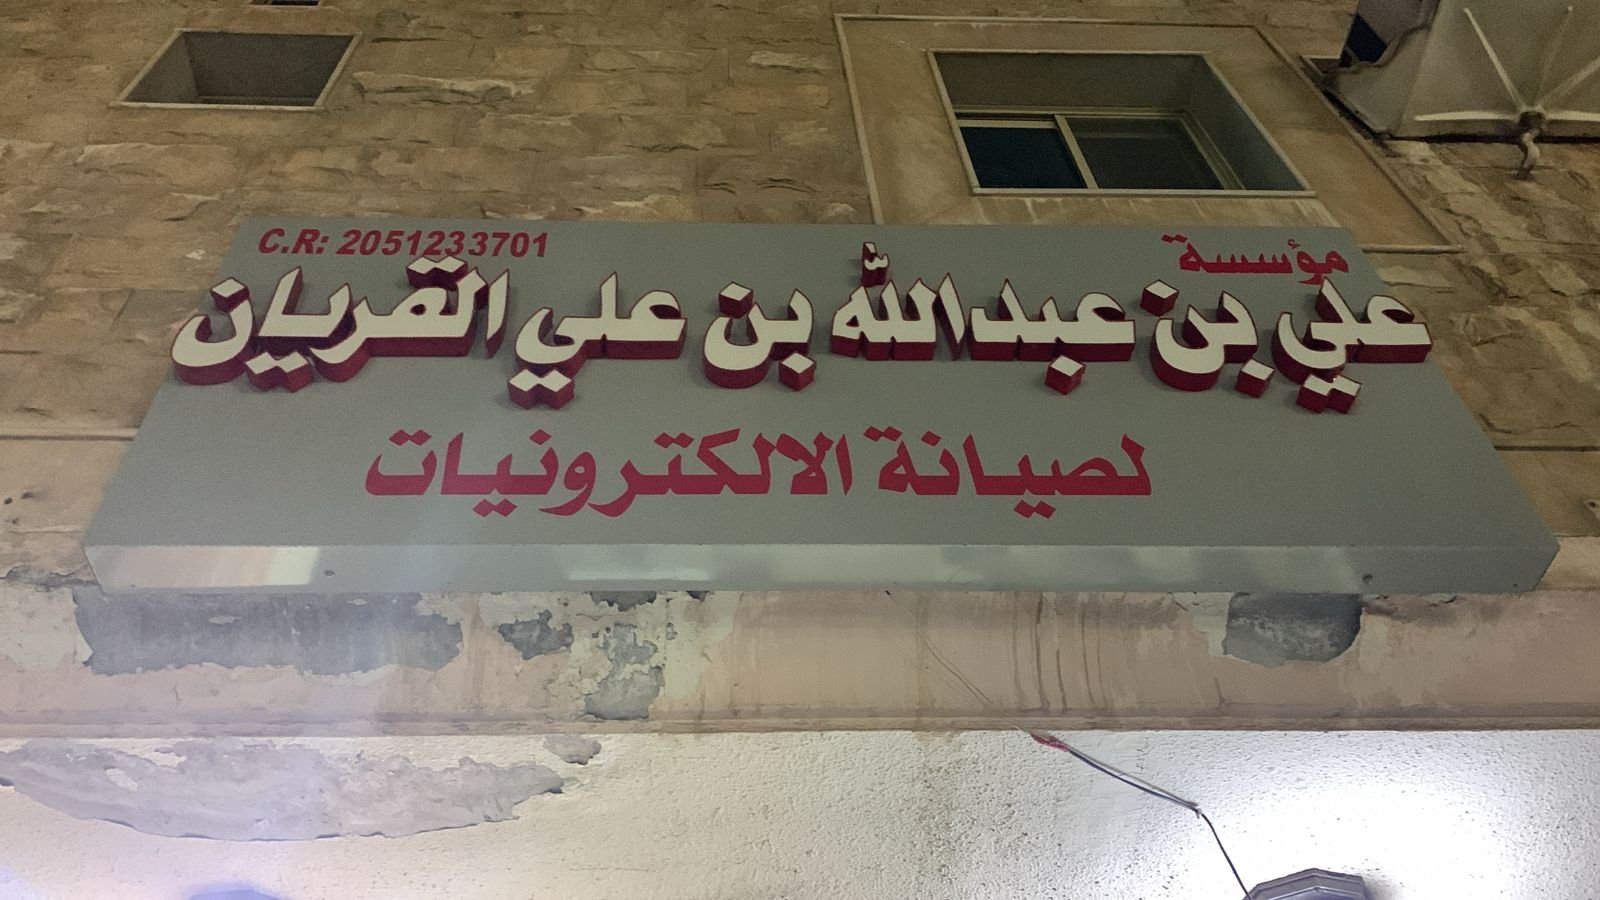 مؤسسة
C.R: 2051233701
علي بن عبدالله بن علي القريان
لصيانة الالكترونيات